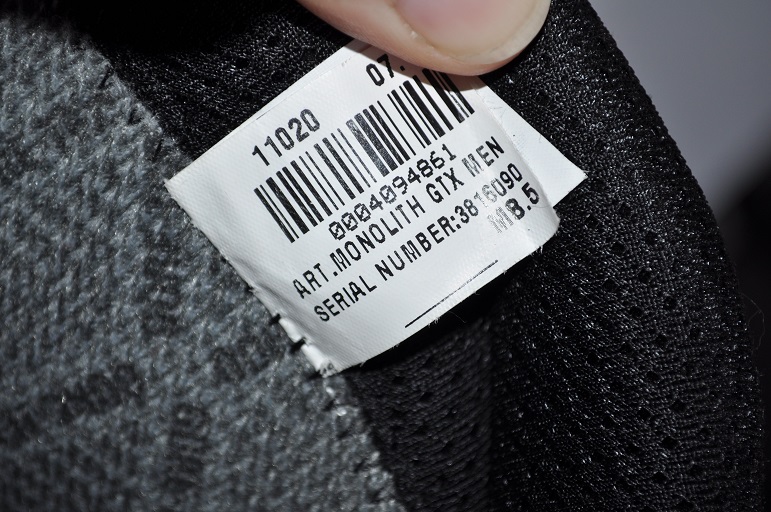 11020 07.
0004094861
ART.MONOLITH GTX MEN
SERIAL NUMBER:3816090
M8.5